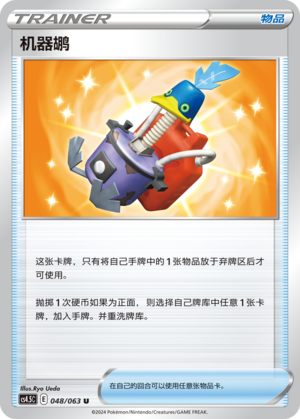 TRAINER
物品
机器鹕
这张卡牌，只有将自己手牌中的1张物品放于弃牌区后才
可使用。
抛掷1次硬币如果为正面，则选择自己牌库中任意1张卡
牌，加入手牌。并重洗牌库。
Illus.Ryo Ueda
CSV4.5C E 048/063 U
在自己的回合可以使用任意张物品卡。
©2024 Pokémon/Nintendo/Creatures/GAME FREAK.